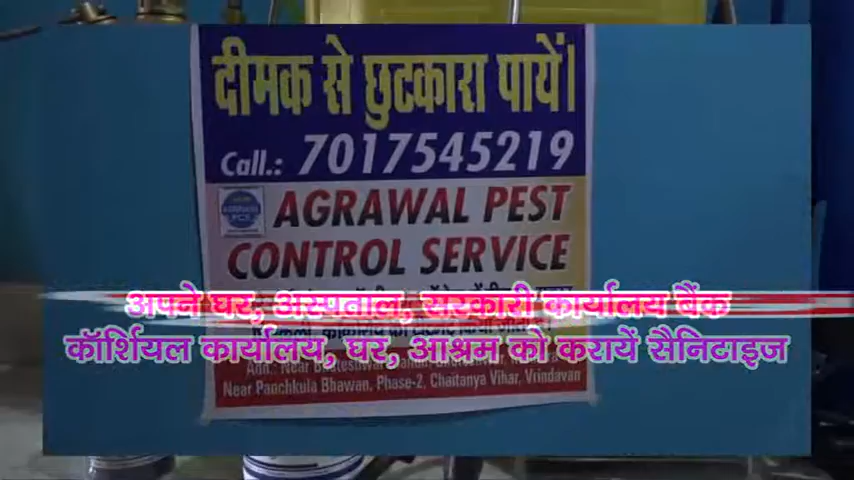 दीमक से छुटकारा पायें।
Call.: 7017545219
AGRAWAL PEST
CONTROL SERVICE
अपने घर, अस्पताल, सरकारी कार्यालय बैंक
कॉर्शियल कार्यालय, घर, आश्रम को करायें सैनिटाइज
Near Panchkula Bhawan, Phase-2, Chaitanya Vihar, Vrindavan